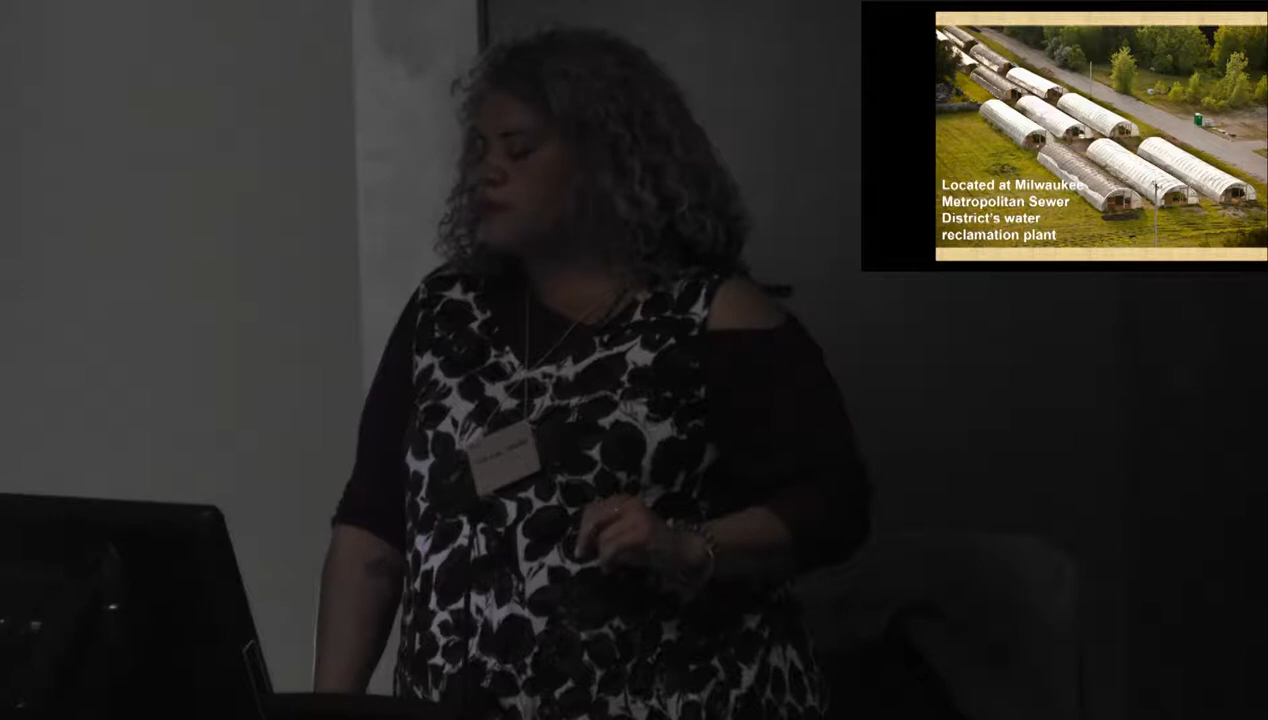 Located at Milwaukee
Metropolitan Sewer
District's water
reclamation plant